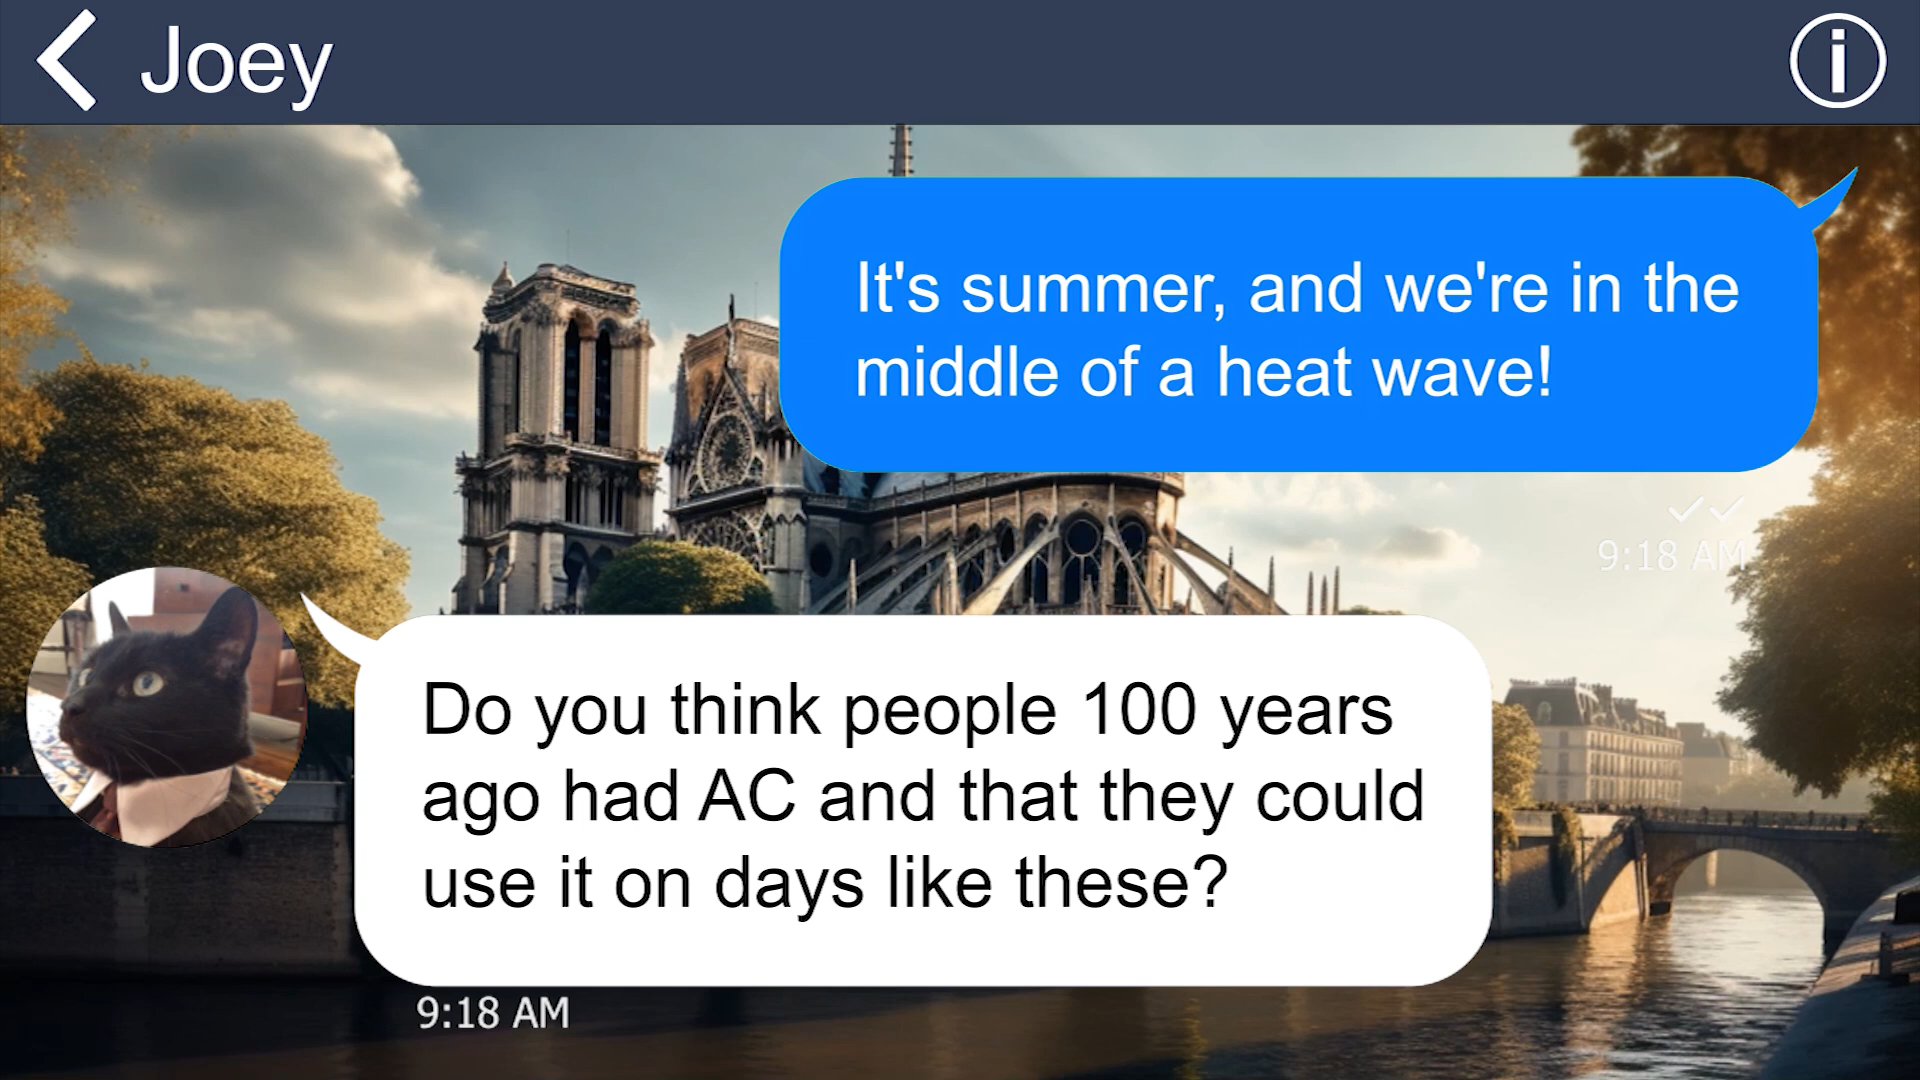 Joey
It's summer, and we're in the
middle of a heat wave!
9:18 AM
Do you think people 100 years
ago had AC and that they could
use it on days like these?
9:18 AM